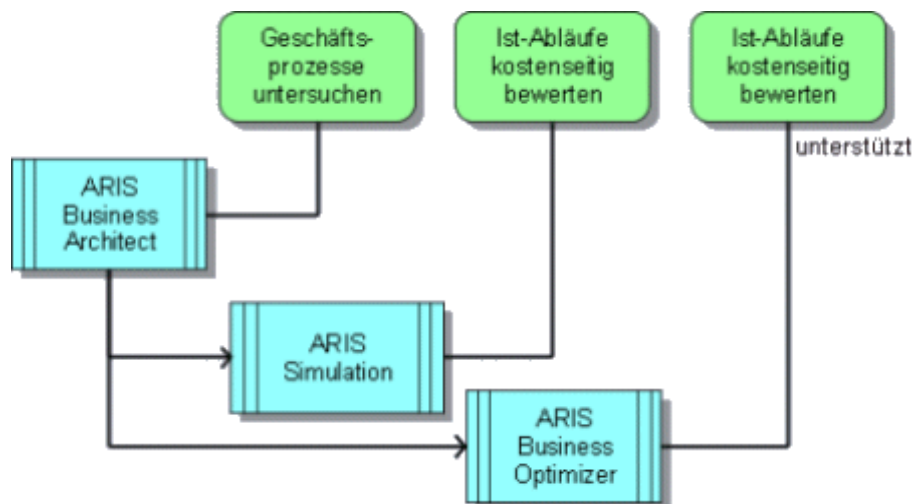 Geschäfts-
prozesse
untersuchen
Ist-Abläufe
kostenseitig
bewerten
Ist-Abläufe
kostenseitig
bewerten
unterstützt
ARIS
Business
Architect
ARIS
Simulation
ARIS
Business
Optimizer